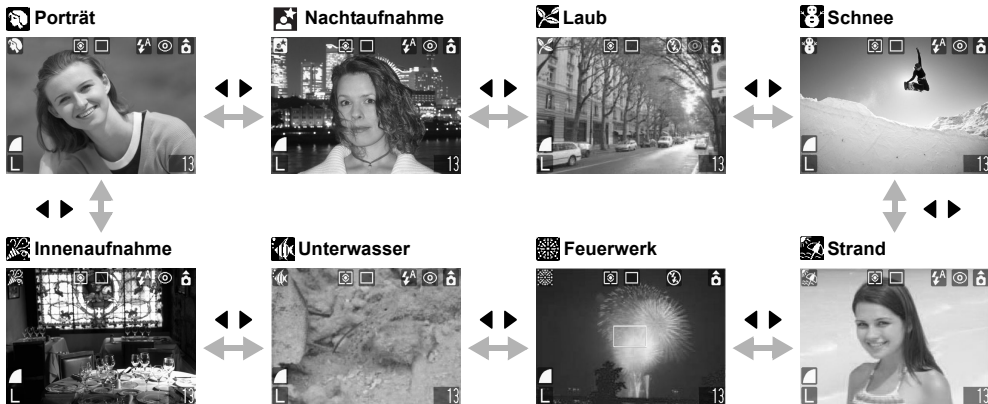 Porträt
Nachtaufnahme
Laub
Schnee
A
A
L
13
L
13
L
13
L
13
Innenaufnahme
Unterwasser
Feuerwerk
Strand
A
A
A
L
13
L
13
L
13
L
13